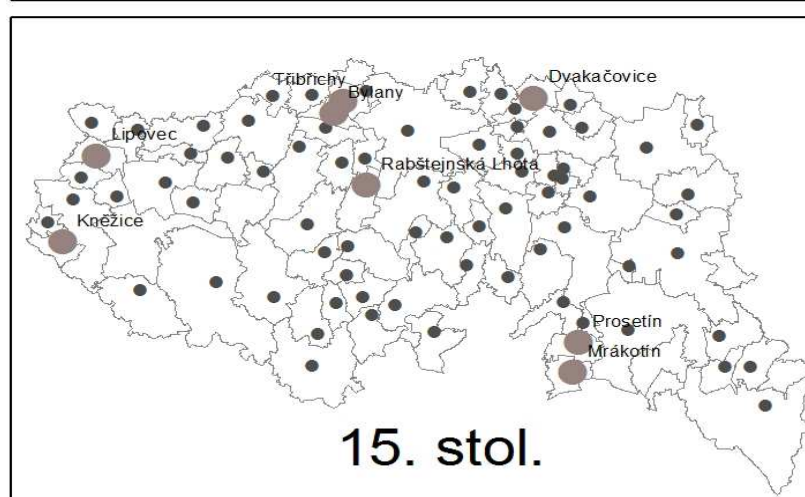 Třibřichy
Bylany
Dvakačovice
Lipovec
Rabštejnská Lhota
Kněžice
Prosetín
Mrákotín
15. stol.